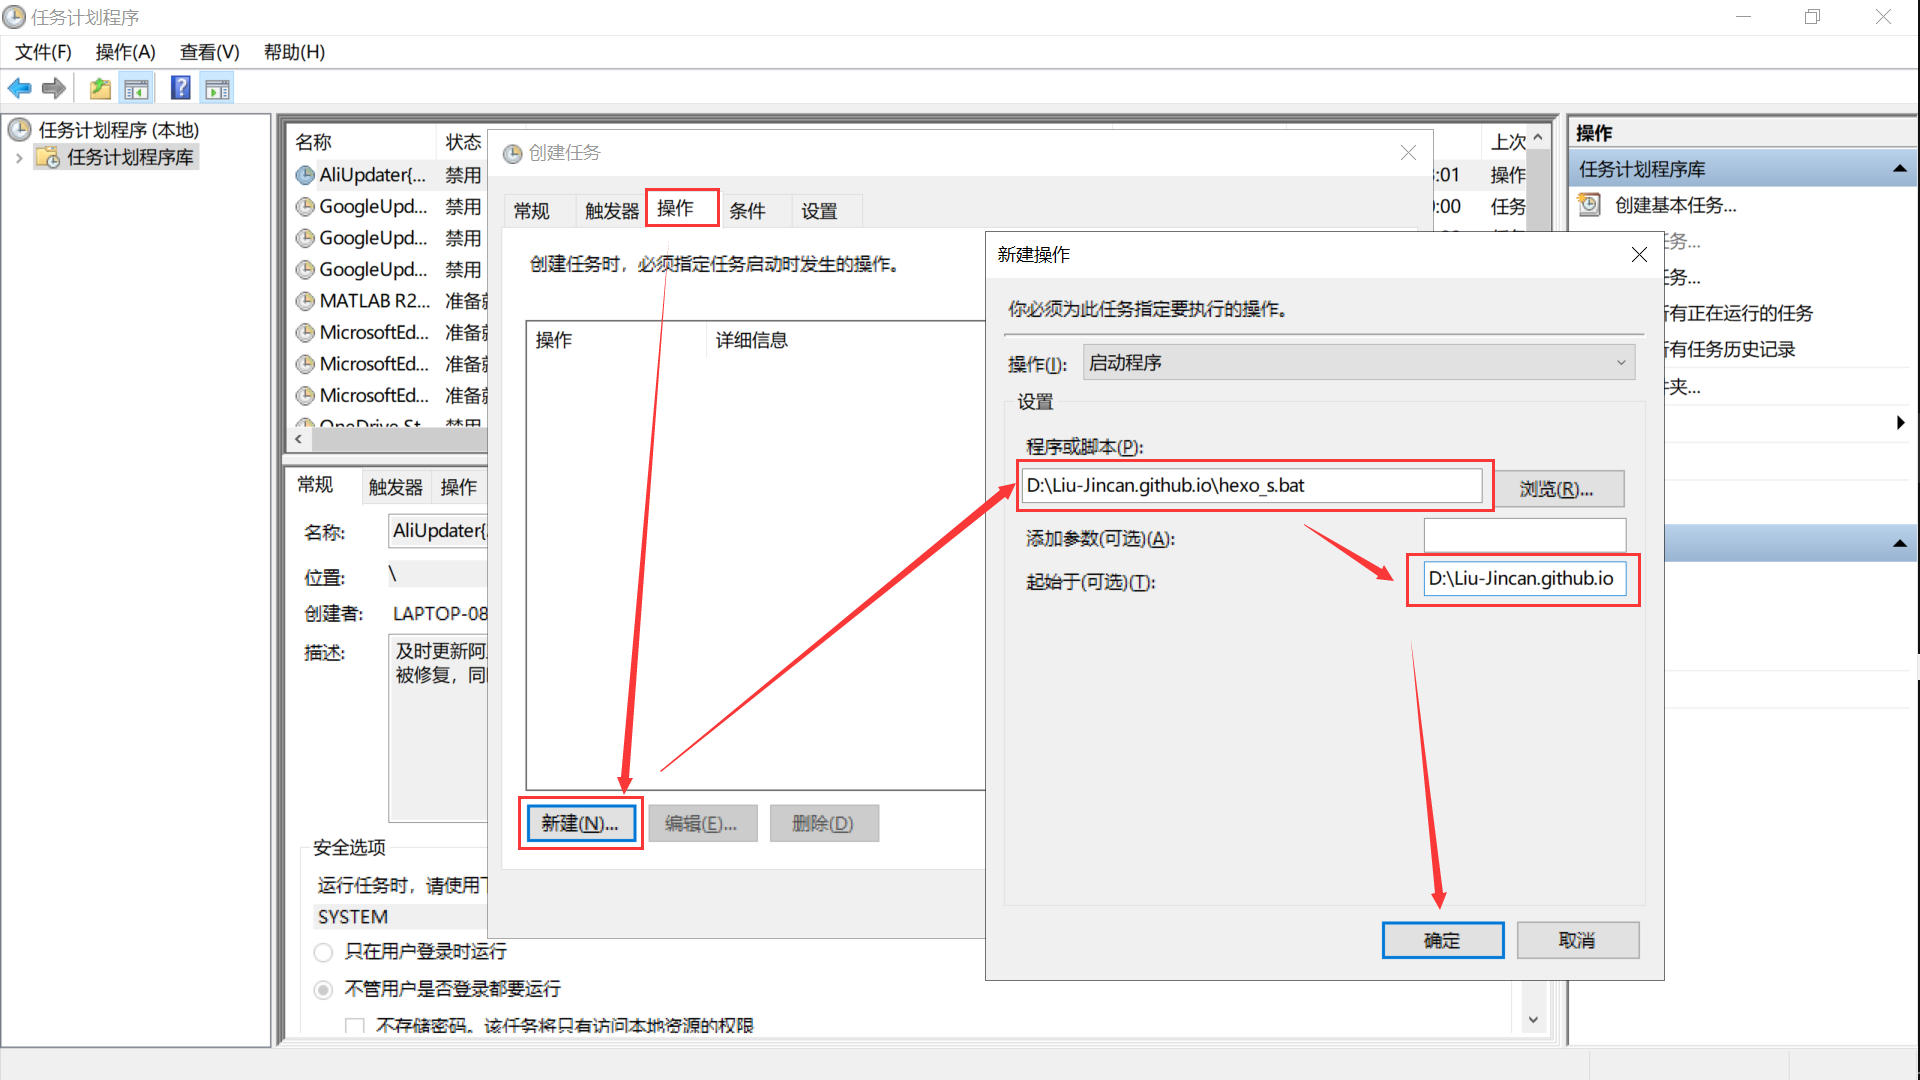 任务计划程序
文件(F) 操作(A) 查看(V) 帮助(H)
任务计划程序 (本地)
任务计划程序库
名称 状态 上次
AliUpdater{... 禁用 :01 操作
GoogleUpd... 禁用 :00 任务
GoogleUpd... 禁用
GoogleUpd... 禁用
MATLAB R2... 准备
MicrosoftEd... 准备
MicrosoftEd... 准备
MicrosoftEd... 准备
OneDrive St 禁用
常规 触发器 操作
名称: AliUpdater{
位置: \
创建者: LAPTOP-08
描述: 及时更新阿
被修复，同
安全选项
运行任务时，请使用
SYSTEM
只在用户登录时运行
不管用户是否登录都要运行
不存储密码。该任务将只有访问本地资源的权限
创建任务
常规 触发器 操作 条件 设置
创建任务时，必须指定任务启动时发生的操作。
操作 详细信息
新建(N)... 编辑(E)... 删除(D)
新建操作
你必须为此任务指定要执行的操作。
操作(I): 启动程序
设置
程序或脚本(P):
D:\Liu-Jincan.github.io\hexo_s.bat 浏览(R)...
添加参数(可选)(A):
起始于(可选)(T): D:\Liu-Jincan.github.io
确定 取消
操作
任务计划程序库
创建基本任务...
务...
务...
有正在运行的任务
有任务历史记录
夹...